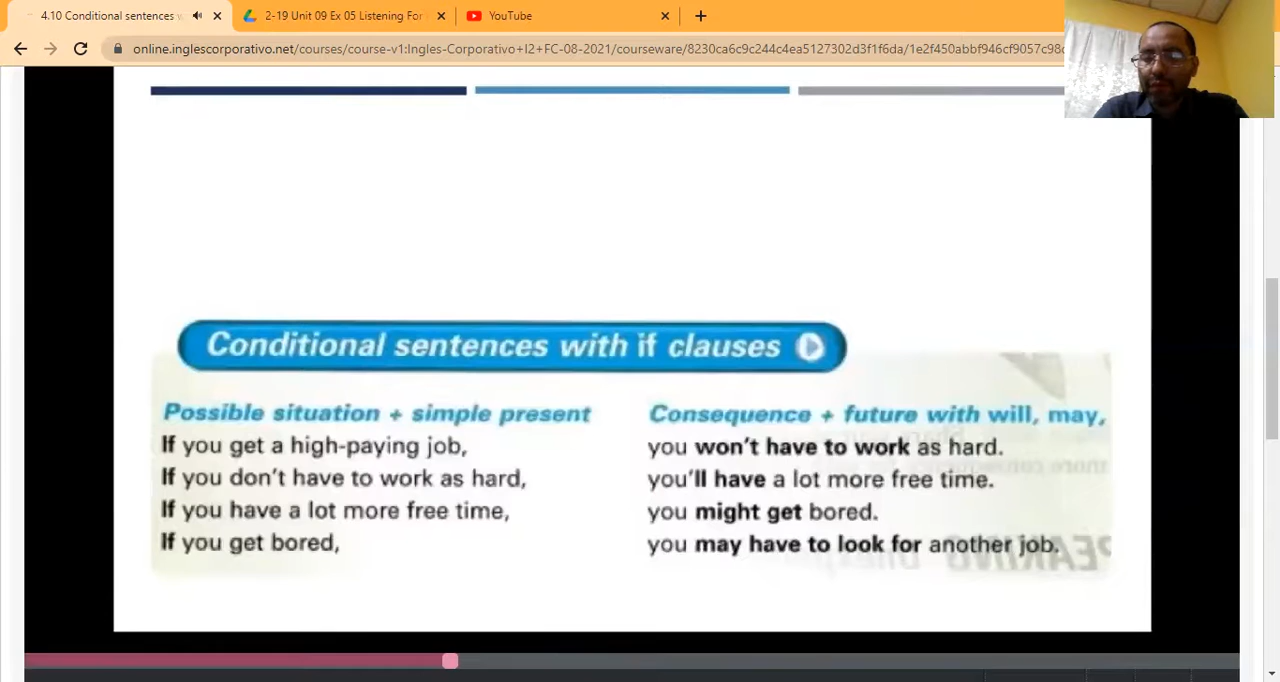 4.10 Conditional sentences
2-19 Unit 09 Ex 05 Listening For
YouTube
online.inglescorporativo.net/courses/course-v1:Ingles-Corporativo+I2+FC-08-2021/courseware/8230ca6c9c244c4ea5127302d3f1f6da/1e2f450abbf946cf9057c98c
Conditional sentences with if clauses
Possible situation + simple present
If you get a high-paying job,
If you don't have to work as hard,
If you have a lot more free time,
If you get bored,
Consequence + future with will, may,
you won't have to work as hard.
you'll have a lot more free time.
you might get bored.
you may have to look for another job.